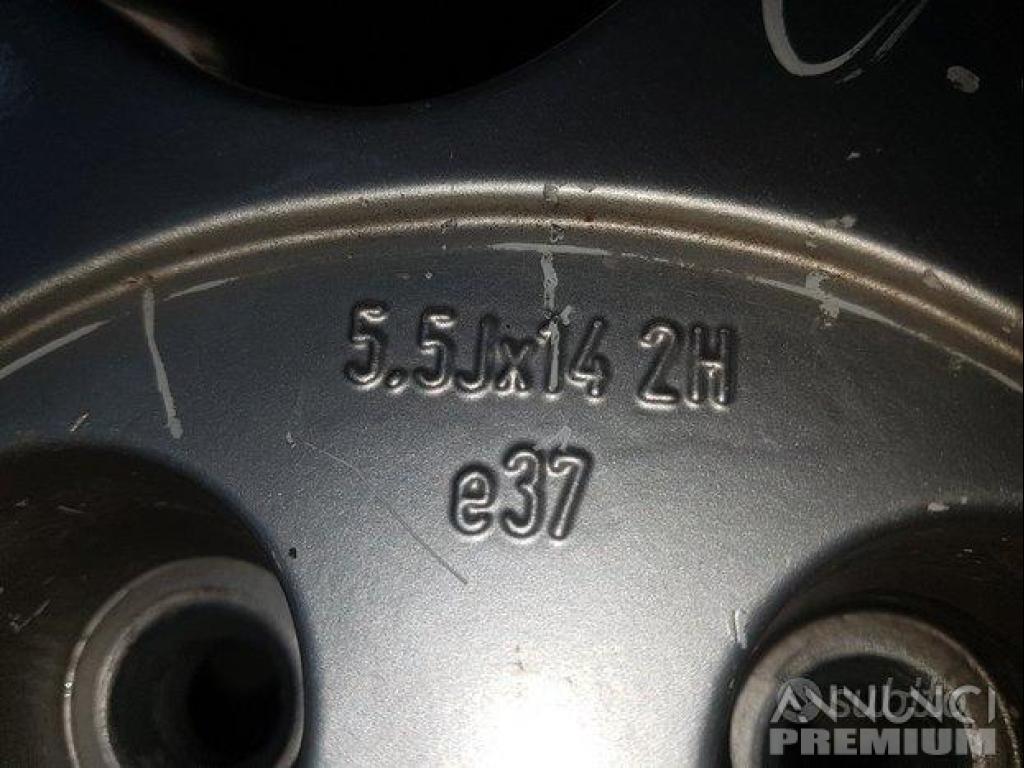 5.5Jx14 2H
e37
ANNUNCI
PREMIUM